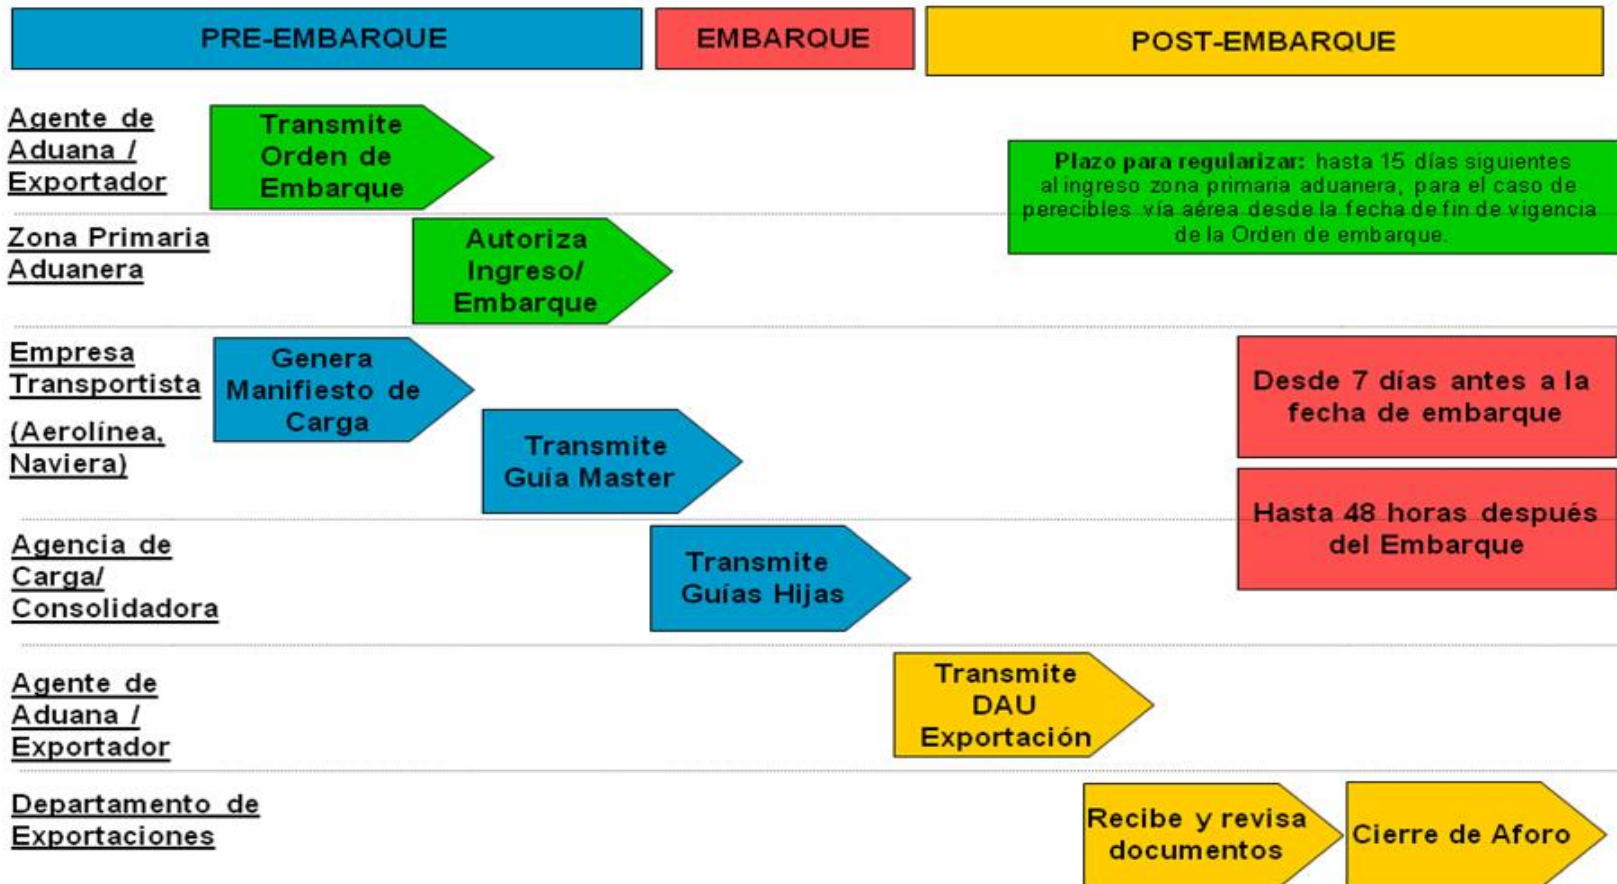 PRE-EMBARQUE
EMBARQUE
POST-EMBARQUE
Agente de
Aduana /
Exportador
Transmite
Orden de
Embarque
Plazo para regularizar: hasta 15 días siguientes
al ingreso zona primaria aduanera, para el caso de
perecibles vía aérea desde la fecha de fin de vigencia
de la Orden de embarque.
Zona Primaria
Aduanera
Autoriza
Ingreso/
Embarque
Empresa
Transportista
(Aerolínea,
Naviera)
Genera
Manifiesto de
Carga
Transmite
Guía Master
Desde 7 días antes a la
fecha de embarque
Hasta 48 horas después
del Embarque
Agencia de
Carga/
Consolidadora
Transmite
Guías Hijas
Agente de
Aduana /
Exportador
Transmite
DAU
Exportación
Departamento de
Exportaciones
Recibe y revisa
documentos
Cierre de Aforo